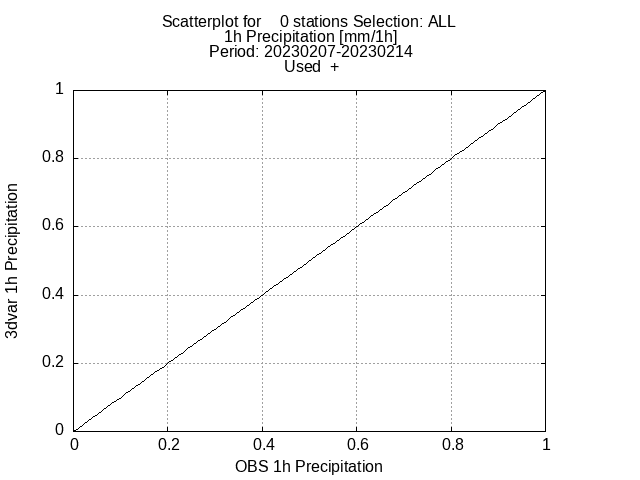 Scatterplot for    0 stations Selection: ALL
1h Precipitation [mm/1h]
Period: 20230207-20230214
Used  +
1
0.8
0.6
0.4
0.2
0
3dvar 1h Precipitation
0 0.2 0.4 0.6 0.8 1
OBS 1h Precipitation